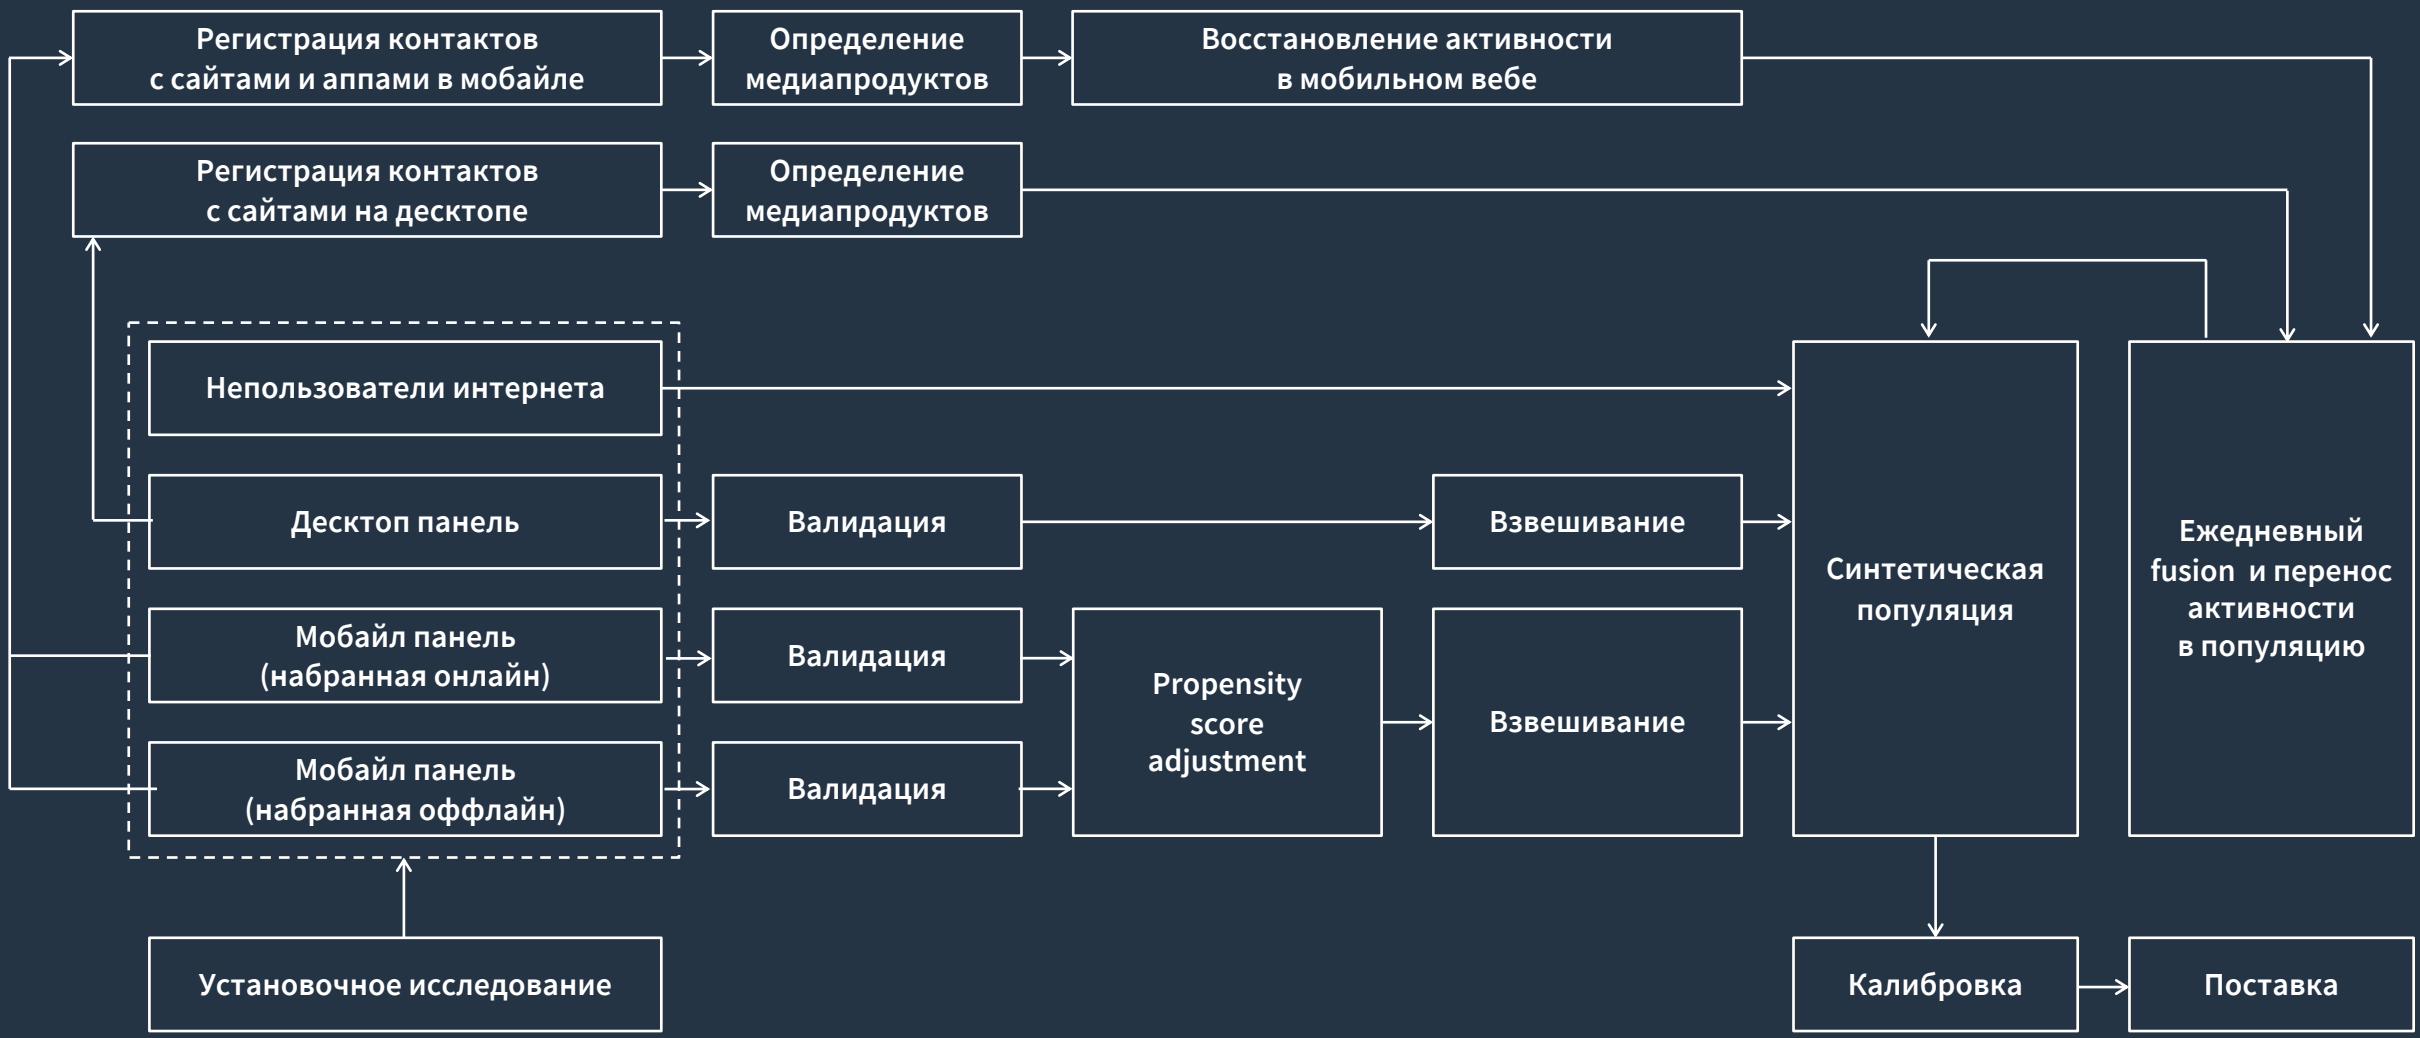 Регистрация контактов
с сайтами и аппами в мобайле
Определение
медиапродуктов
Восстановление активности
в мобильном вебе
Регистрация контактов
с сайтами на десктопе
Определение
медиапродуктов
Непользователи интернета
Десктоп панель
Валидация
Взвешивание
Мобайл панель
(набранная онлайн)
Валидация
Мобайл панель
(набранная оффлайн)
Валидация
Propensity
score
adjustment
Взвешивание
Синтетическая
популяция
Ежедневный
fusion и перенос
активности
в популяцию
Установочное исследование
Калибровка
Поставка